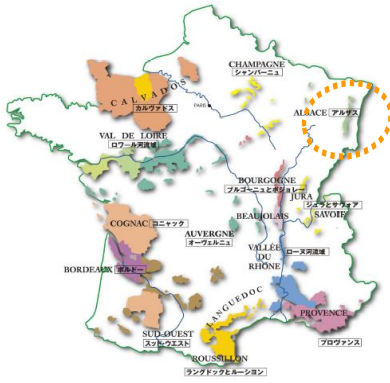 CHAMPAGNE
シャンパーニュ
CALVADOS
カルヴァドス
PARIS
ALSACE アルザス
VAL DE LOIRE
ロワール河流域
BOURGOGNE
ブルゴーニュとボジョレー
JURA
ジュラとサヴォア
SAVOIE
BEAUJOLAIS
COGNAC コニャック
AUVERGNE
オーヴェルニュ
VALLÉE
DU
RHÔNE
ローヌ河流域
BORDEAUX ボルドー
LANGUEDOC
PROVENCE
プロヴァンス
SUD-OUEST
スッド・ウエスト
ROUSSILLON
ラングドックとルーション